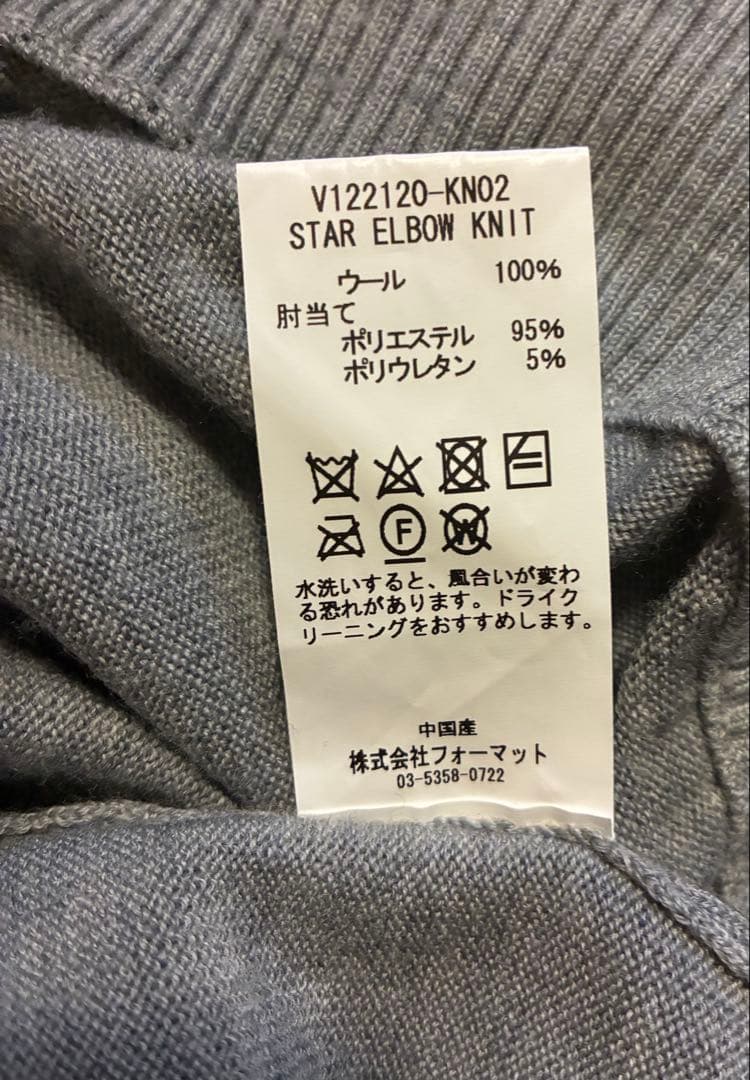 V122120-KN02
STAR ELBOW KNIT
ウール 100%
肘当て
ポリエステル 95%
ポリウレタン 5%
F
W
水洗いすると、風合いが変わ
る恐れがあります。ドライク
リーニングをおすすめします。
中国産
株式会社フォーマット
03-5358-0722